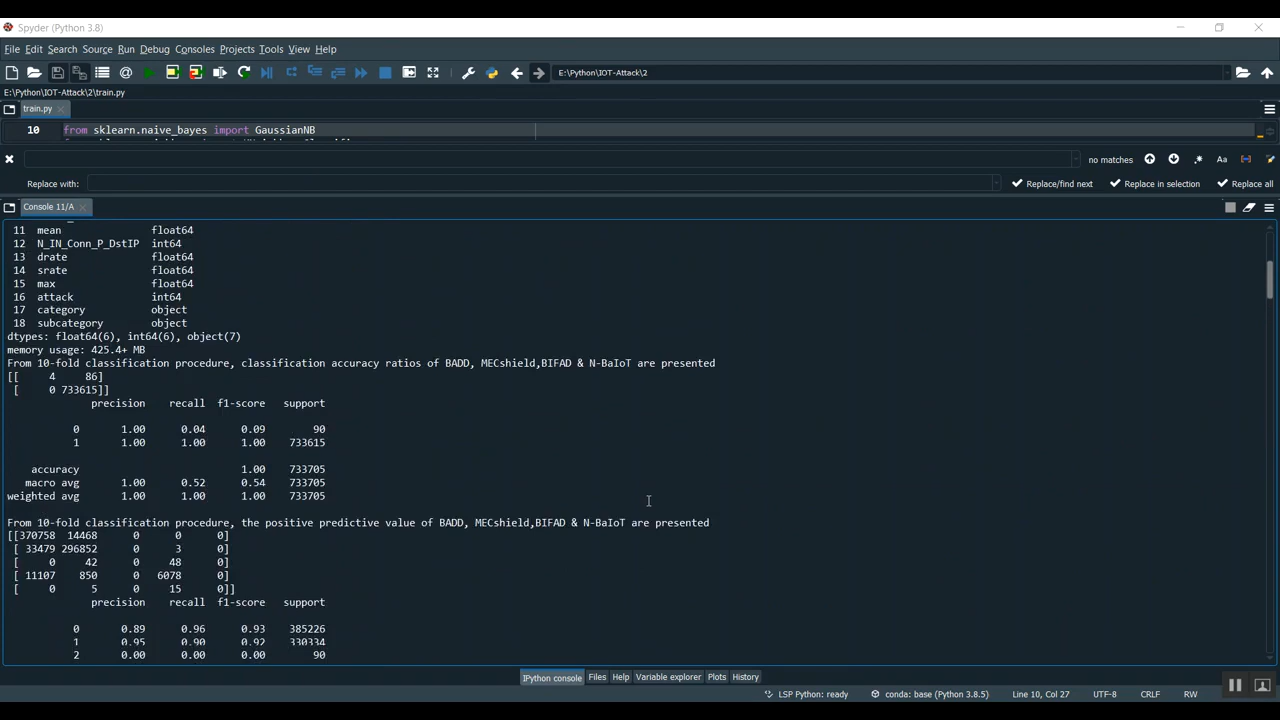 Spyder (Python 3.8)
File Edit Search Source Run Debug Consoles Projects Tools View Help
E:\Python\IOT-Attack\2
E:\Python\IOT-Attack\2\train.py
train.py
10 from sklearn.naive_bayes import GaussianNB
no matches
Aa
Replace with:
Replace/find next Replace in selection Replace all
Console 11/A
11 mean float64
12 N_IN_Conn_P_DstIP int64
13 drate float64
14 srate float64
15 max float64
16 attack int64
17 category object
18 subcategory object
dtypes: float64(6), int64(6), object(7)
memory usage: 425.4+ MB
From 10-fold classification procedure, classification accuracy ratios of BADD, MECshield,BIFAD & N-BaIoT are presented
[[ 4 86]
[ 0 733615]]
precision recall f1-score support
0 1.00 0.04 0.09 90
1 1.00 1.00 1.00 733615
accuracy 1.00 733705
macro avg 1.00 0.52 0.54 733705
weighted avg 1.00 1.00 1.00 733705
From 10-fold classification procedure, the positive predictive value of BADD, MECshield,BIFAD & N-BaIoT are presented
[[370758 14468 0 0 0]
[ 33479 296852 0 3 0]
[ 0 42 0 48 0]
[ 11107 850 0 6078 0]
[ 0 5 0 15 0]]
precision recall f1-score support
0 0.89 0.96 0.93 385226
1 0.95 0.90 0.92 330334
2 0.00 0.00 0.00 90
IPython console Files Help Variable explorer Plots History
LSP Python: ready conda: base (Python 3.8.5) Line 10, Col 27 UTF-8 CRLF RW